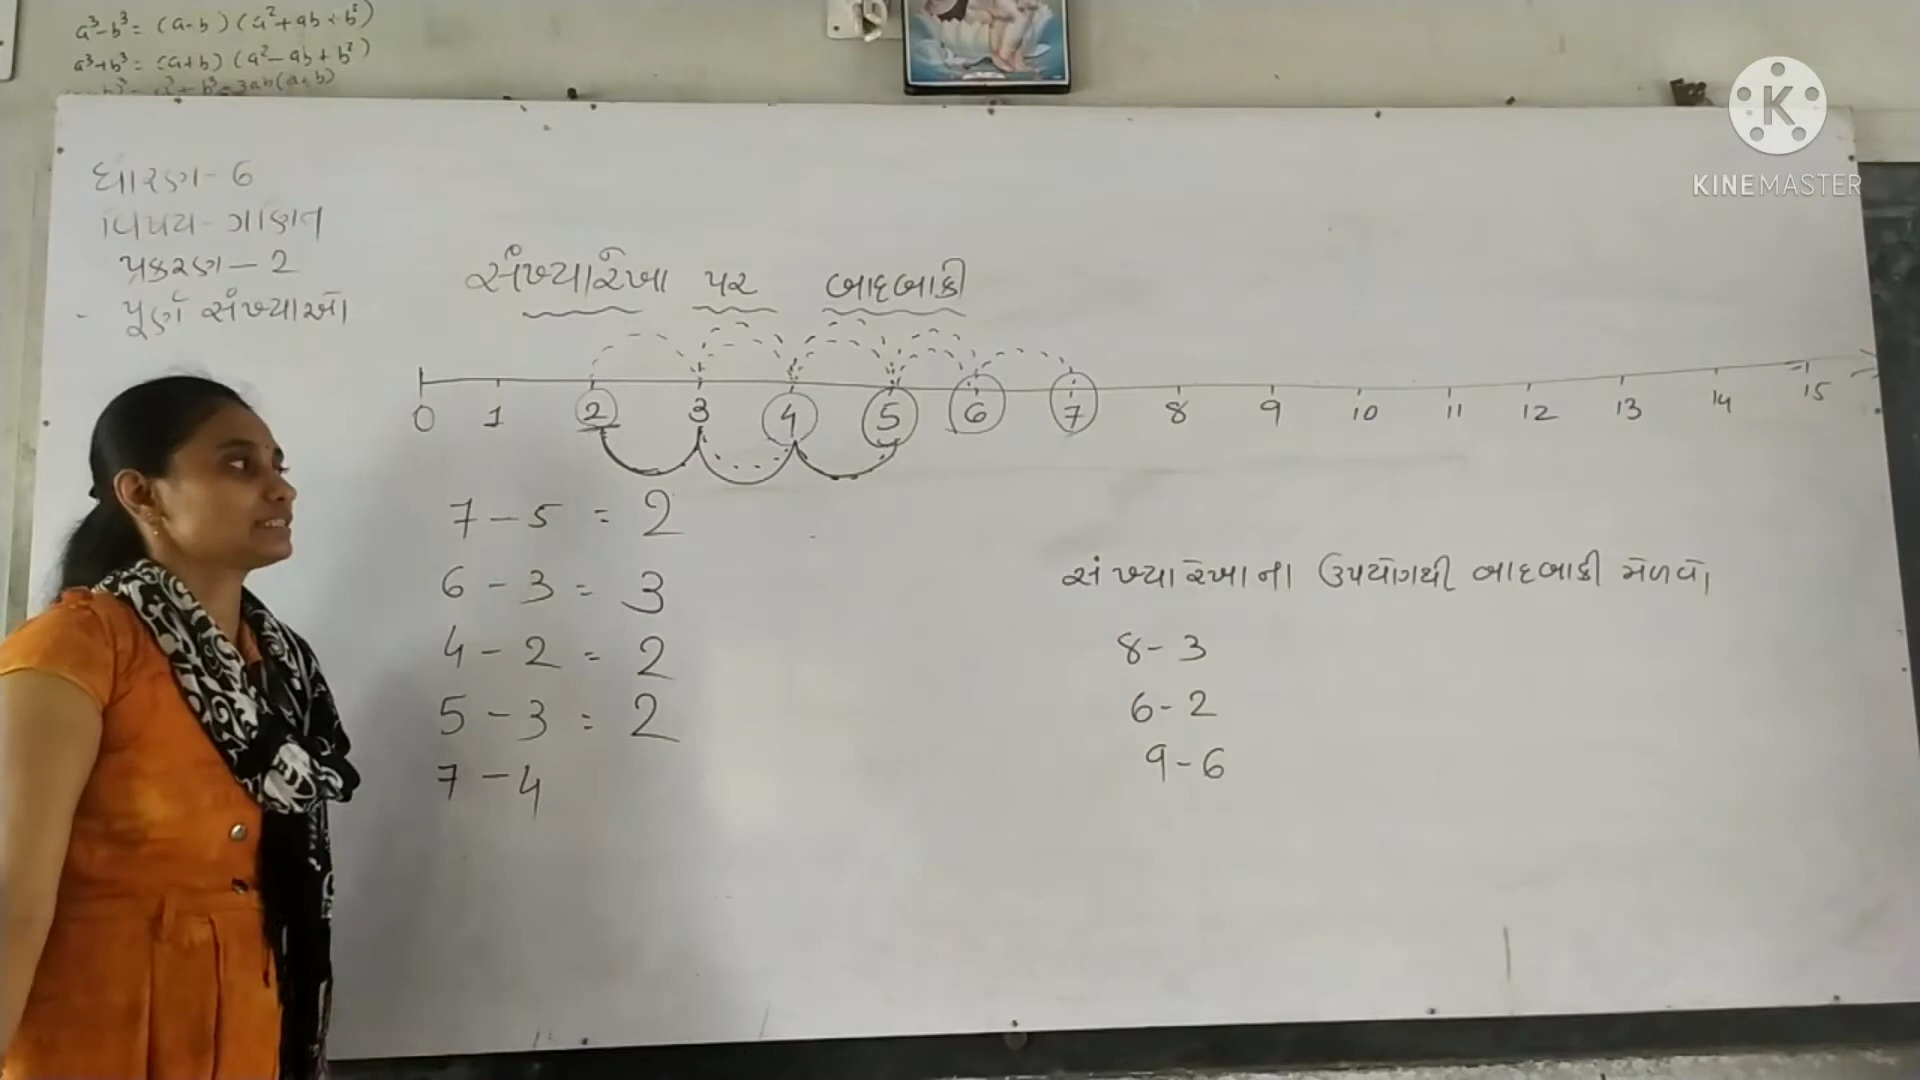 a³-b³ = (a-b) (a²+ab+b²)
a³+b³ = (a+b) (a²-ab+b²)
b³+3ab(a+b)
K
KINEMASTER
ધોરણ - 6
વિષય - ગણિત
પ્રકરણ - 2
પૂર્ણ સંખ્યાઓ
સંખ્યારેખા પર બાદબાકી
0 1 2 3 4 5 6 7 8 9 10 11 12 13 14 15
7 - 5 = 2
6 - 3 = 3
4 - 2 = 2
5 - 3 = 2
7 - 4
સંખ્યારેખાના ઉપયોગથી બાદબાકી મેળવો
8 - 3
6 - 2
9 - 6